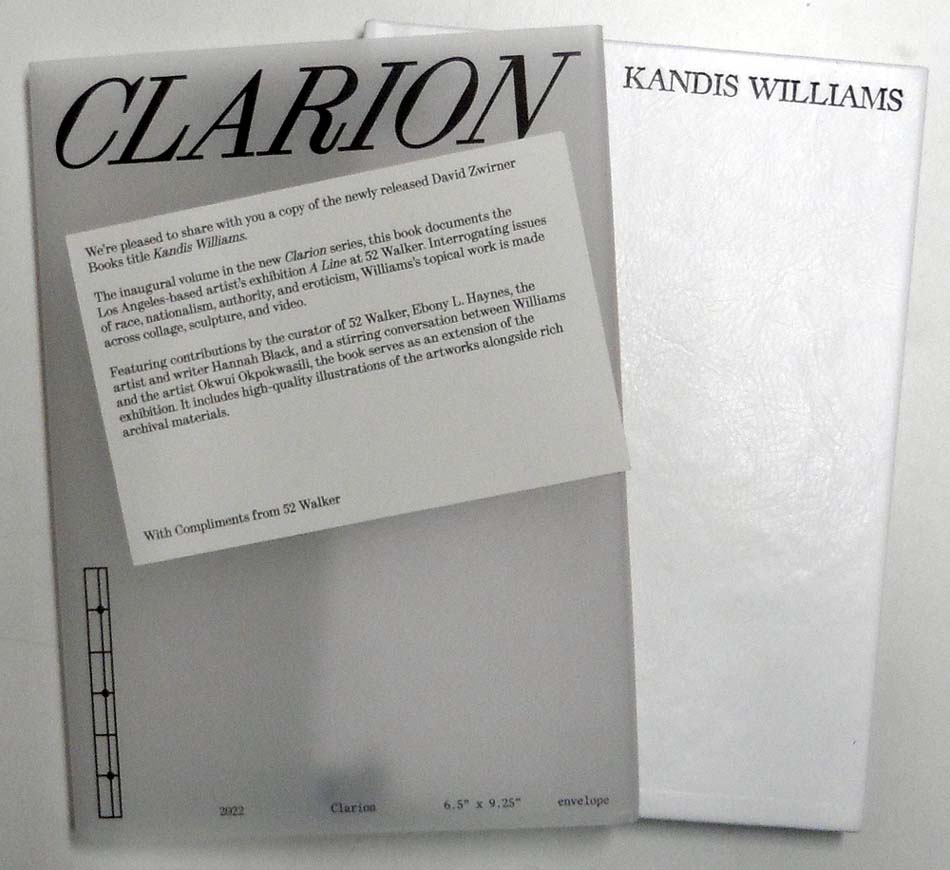 CLARION
KANDIS WILLIAMS
We're pleased to share with you a copy of the newly released David Zwirner
Books title Kandis Williams.
The inaugural volume in the new Clarion series, this book documents the
Los Angeles-based artist's exhibition A Line at 52 Walker. Interrogating issues
of race, nationalism, authority, and eroticism, Williams's topical work is made
across collage, sculpture, and video.
Featuring contributions by the curator of 52 Walker, Ebony L. Haynes, the
artist and writer Hannah Black, and a stirring conversation between Williams
and the artist Okwui Okpokwasili, the book serves as an extension of the
exhibition. It includes high-quality illustrations of the artworks alongside rich
archival materials.
With Compliments from 52 Walker
2022 Clarion 6.5" x 9.25" envelope